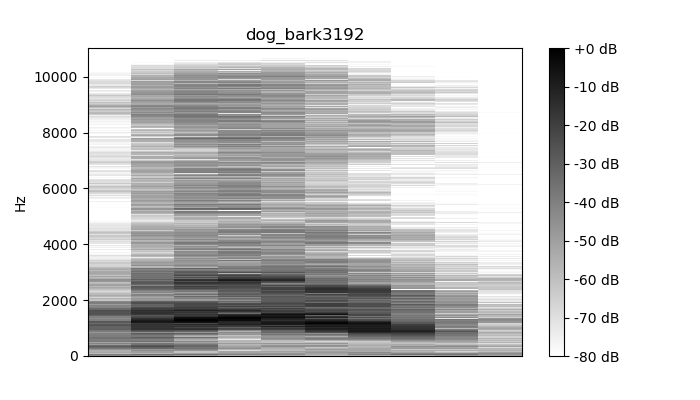 dog_bark3192
Hz
10000
8000
6000
4000
2000
0
+0 dB
-10 dB
-20 dB
-30 dB
-40 dB
-50 dB
-60 dB
-70 dB
-80 dB